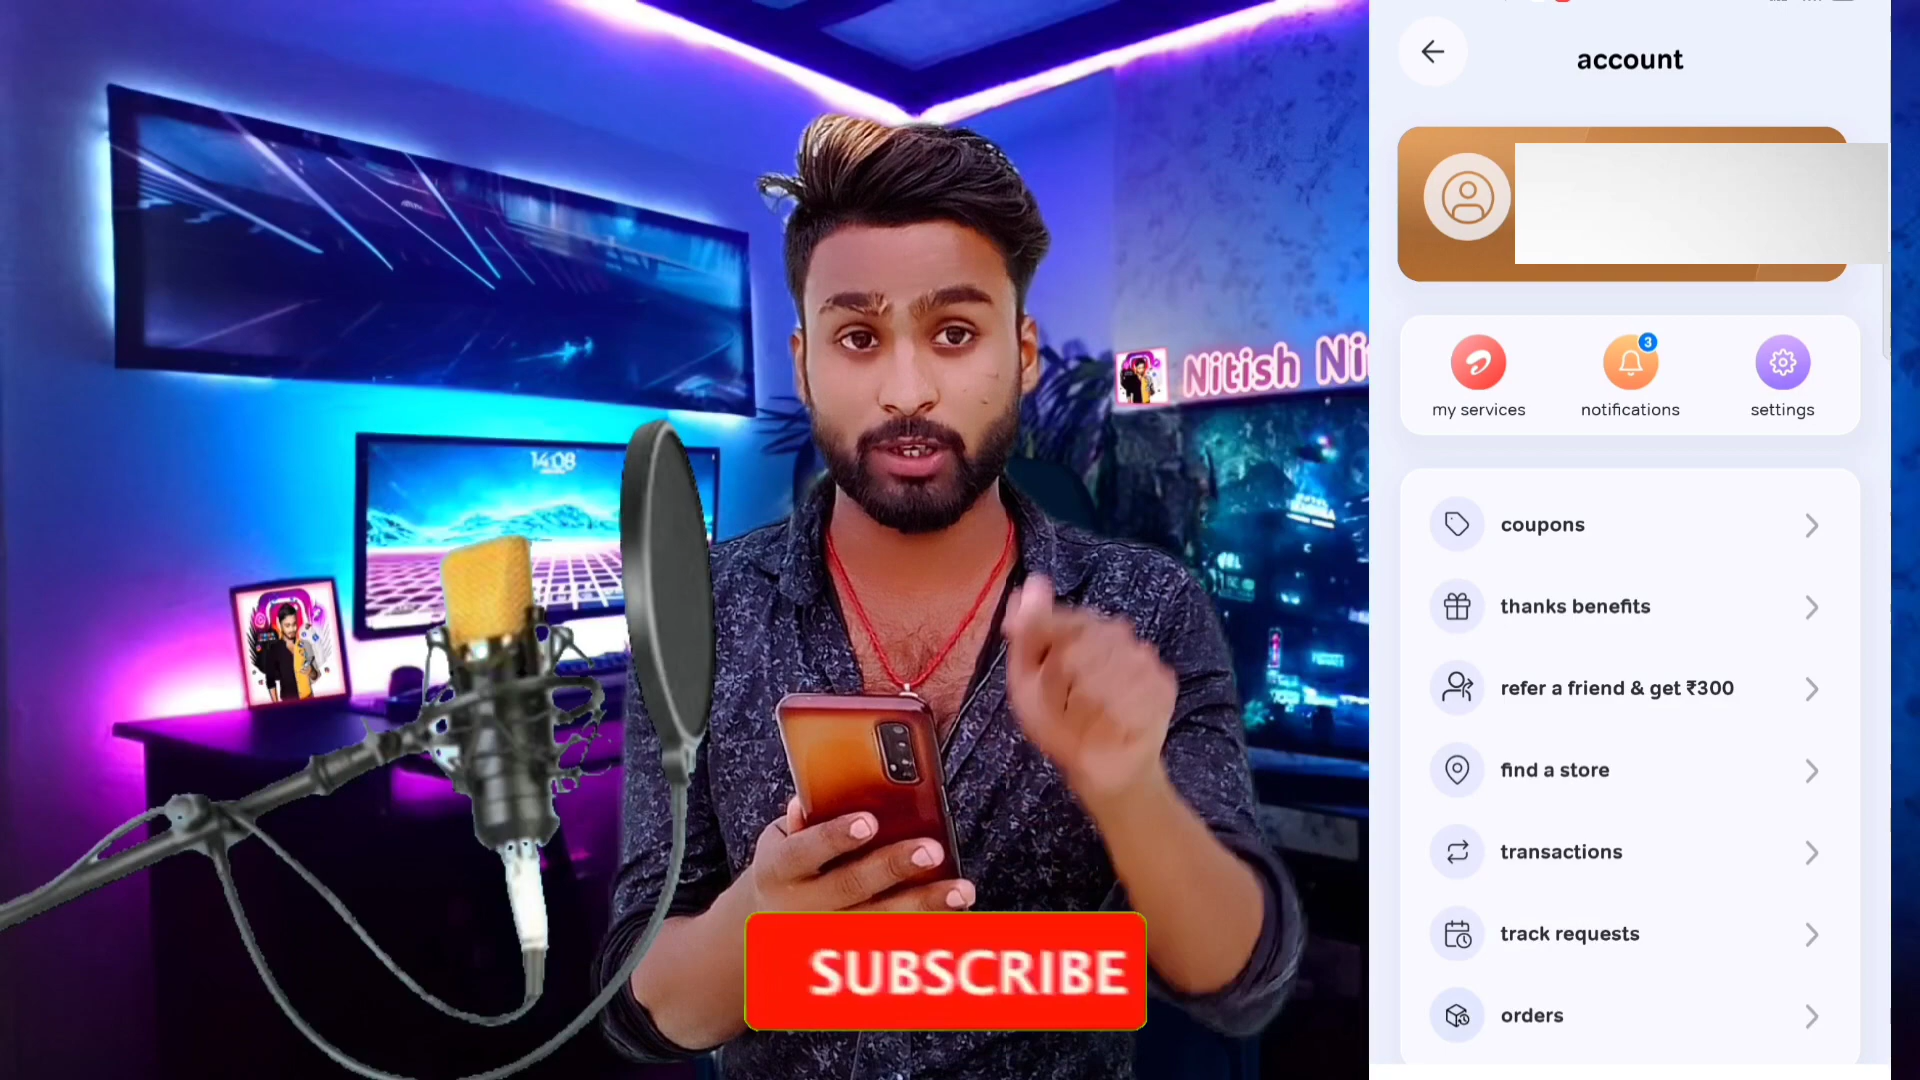 account
my services
3
notifications
settings
coupons
thanks benefits
refer a friend & get ₹300
find a store
transactions
track requests
orders
14:08
Nitish Ni
SUBSCRIBE